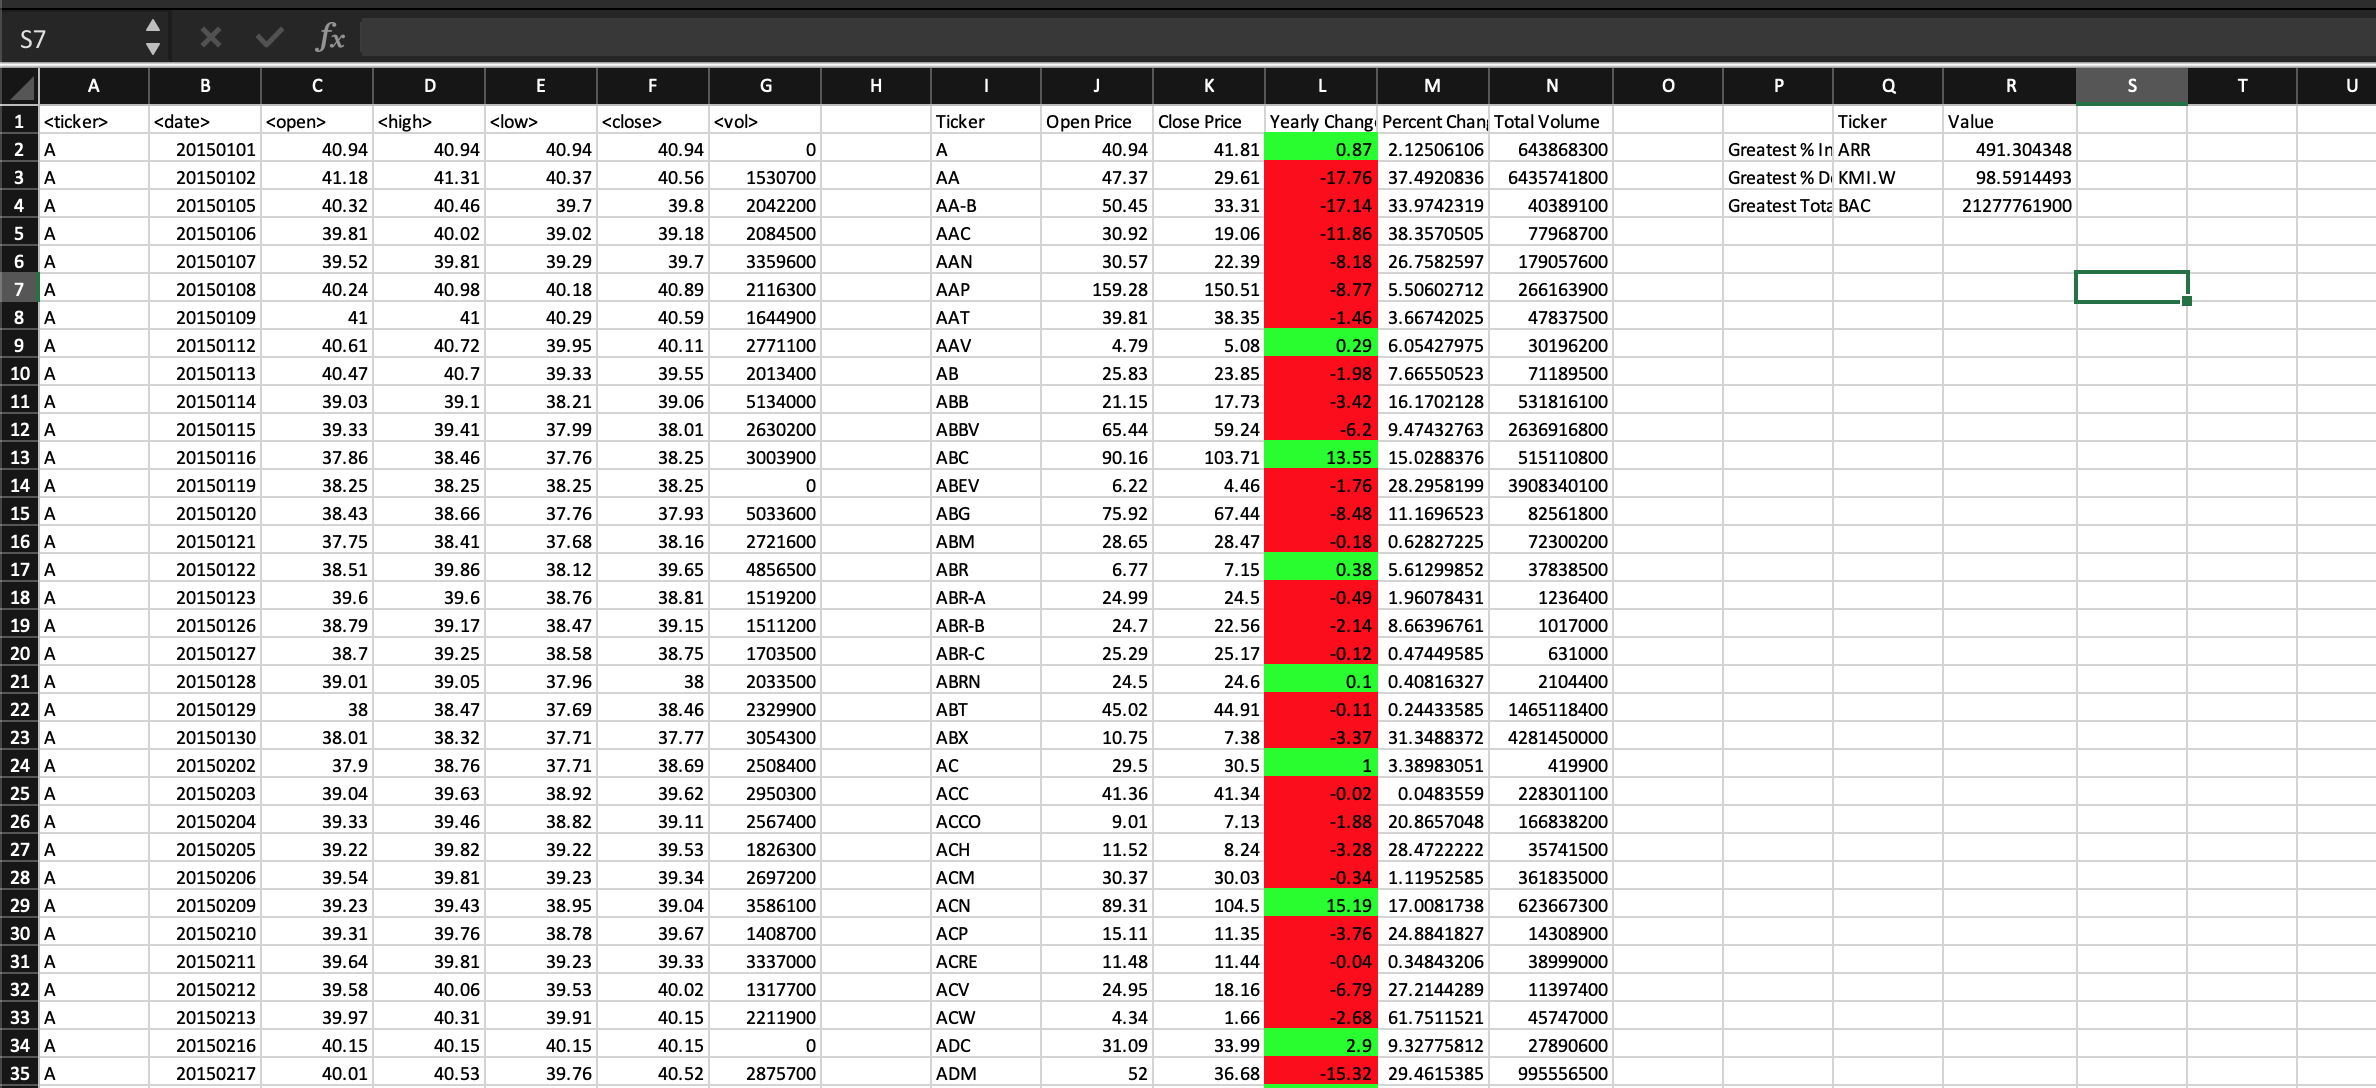 S7 fx
A B C D E F G H I J K L M N O P Q R S T U
1 <ticker> <date> <open> <high> <low> <close> <vol> Ticker Open Price Close Price Yearly Chang Percent Chan Total Volume Ticker Value
2 A 20150101 40.94 40.94 40.94 40.94 0 A 40.94 41.81 0.87 2.12506106 643868300 Greatest % In ARR 491.304348
3 A 20150102 41.18 41.31 40.37 40.56 1530700 AA 47.37 29.61 -17.76 37.4920836 6435741800 Greatest % D KMI.W 98.5914493
4 A 20150105 40.32 40.46 39.7 39.8 2042200 AA-B 50.45 33.31 -17.14 33.9742319 40389100 Greatest Tota BAC 21277761900
5 A 20150106 39.81 40.02 39.02 39.18 2084500 AAC 30.92 19.06 -11.86 38.3570505 77968700
6 A 20150107 39.52 39.81 39.29 39.7 3359600 AAN 30.57 22.39 -8.18 26.7582597 179057600
7 A 20150108 40.24 40.98 40.18 40.89 2116300 AAP 159.28 150.51 -8.77 5.50602712 266163900
8 A 20150109 41 41 40.29 40.59 1644900 AAT 39.81 38.35 -1.46 3.66742025 47837500
9 A 20150112 40.61 40.72 39.95 40.11 2771100 AAV 4.79 5.08 0.29 6.05427975 30196200
10 A 20150113 40.47 40.7 39.33 39.55 2013400 AB 25.83 23.85 -1.98 7.66550523 71189500
11 A 20150114 39.03 39.1 38.21 39.06 5134000 ABB 21.15 17.73 -3.42 16.1702128 531816100
12 A 20150115 39.33 39.41 37.99 38.01 2630200 ABBV 65.44 59.24 -6.2 9.47432763 2636916800
13 A 20150116 37.86 38.46 37.76 38.25 3003900 ABC 90.16 103.71 13.55 15.0288376 515110800
14 A 20150119 38.25 38.25 38.25 38.25 0 ABEV 6.22 4.46 -1.76 28.2958199 3908340100
15 A 20150120 38.43 38.66 37.76 37.93 5033600 ABG 75.92 67.44 -8.48 11.1696523 82561800
16 A 20150121 37.75 38.41 37.68 38.16 2721600 ABM 28.65 28.47 -0.18 0.62827225 72300200
17 A 20150122 38.51 39.86 38.12 39.65 4856500 ABR 6.77 7.15 0.38 5.61299852 37838500
18 A 20150123 39.6 39.6 38.76 38.81 1519200 ABR-A 24.99 24.5 -0.49 1.96078431 1236400
19 A 20150126 38.79 39.17 38.47 39.15 1511200 ABR-B 24.7 22.56 -2.14 8.66396761 1017000
20 A 20150127 38.7 39.25 38.58 38.75 1703500 ABR-C 25.29 25.17 -0.12 0.47449585 631000
21 A 20150128 39.01 39.05 37.96 38 2033500 ABRN 24.5 24.6 0.1 0.40816327 2104400
22 A 20150129 38 38.47 37.69 38.46 2329900 ABT 45.02 44.91 -0.11 0.24433585 1465118400
23 A 20150130 38.01 38.32 37.71 37.77 3054300 ABX 10.75 7.38 -3.37 31.3488372 4281450000
24 A 20150202 37.9 38.76 37.71 38.69 2508400 AC 29.5 30.5 1 3.38983051 419900
25 A 20150203 39.04 39.63 38.92 39.62 2950300 ACC 41.36 41.34 -0.02 0.0483559 228301100
26 A 20150204 39.33 39.46 38.82 39.11 2567400 ACCO 9.01 7.13 -1.88 20.8657048 166838200
27 A 20150205 39.22 39.82 39.22 39.53 1826300 ACH 11.52 8.24 -3.28 28.4722222 35741500
28 A 20150206 39.54 39.81 39.23 39.34 2697200 ACM 30.37 30.03 -0.34 1.11952585 361835000
29 A 20150209 39.23 39.43 38.95 39.04 3586100 ACN 89.31 104.5 15.19 17.0081738 623667300
30 A 20150210 39.31 39.76 38.78 39.67 1408700 ACP 15.11 11.35 -3.76 24.8841827 14308900
31 A 20150211 39.64 39.81 39.23 39.33 3337000 ACRE 11.48 11.44 -0.04 0.34843206 38999000
32 A 20150212 39.58 40.06 39.53 40.02 1317700 ACV 24.95 18.16 -6.79 27.2144289 11397400
33 A 20150213 39.97 40.31 39.91 40.15 2211900 ACW 4.34 1.66 -2.68 61.7511521 45747000
34 A 20150216 40.15 40.15 40.15 40.15 0 ADC 31.09 33.99 2.9 9.32775812 27890600
35 A 20150217 40.01 40.53 39.76 40.52 2875700 ADM 52 36.68 -15.32 29.4615385 995556500